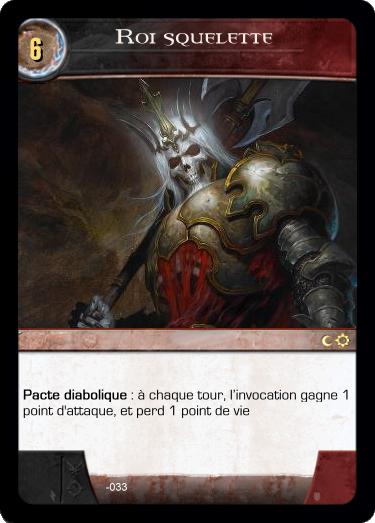 6
Roi squelette
Pacte diabolique : à chaque tour, l'invocation gagne 1
point d'attaque, et perd 1 point de vie
-033